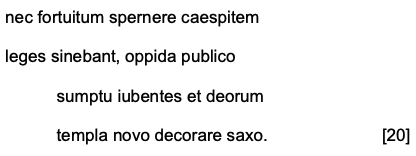 nec fortuitum spernere caespitem
leges sinebant, oppida publico
sumptu iubentes et deorum
templa novo decorare saxo. [20]